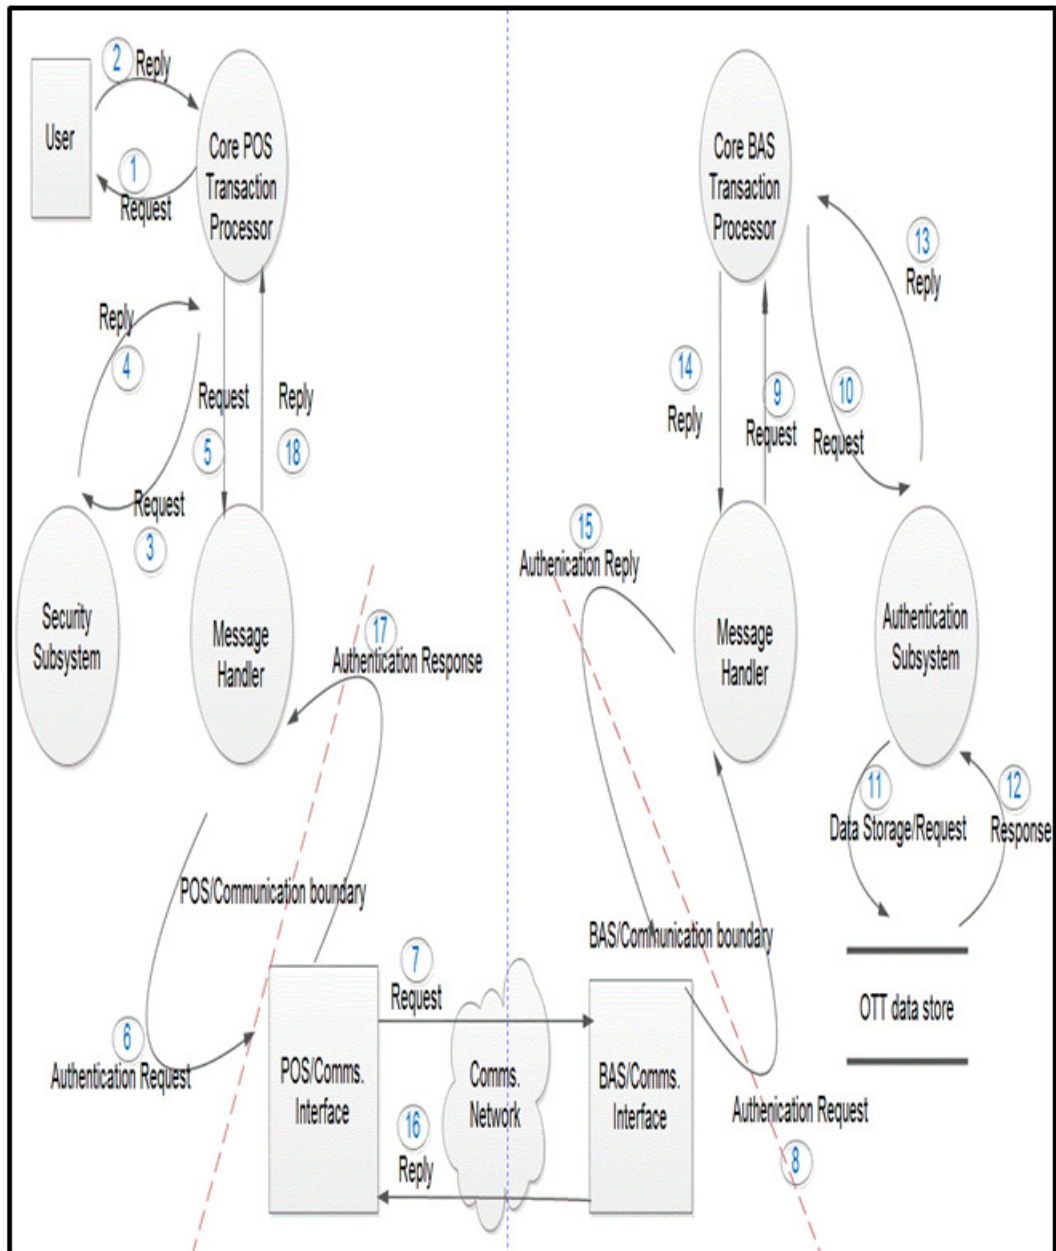 2
Reply
User
1
Request
Core POS
Transaction
Processor
Core BAS
Transaction
Processor
13
Reply
Reply
4
Request
5
Reply
18
14
Reply
9
Request
10
Request
Request
3
15
Authenication Reply
Security
Subsystem
Message
Handler
17
Authentication Response
Message
Handler
Authentication
Subsystem
11
Data Storage/Request
12
Response
POS/Communication boundary
BAS/Communication boundary
7
Request
OTT data store
6
Authentication Request
POS/Comms.
Interface
Comms.
Network
BAS/Comms.
Interface
16
Reply
Authenication Request
8